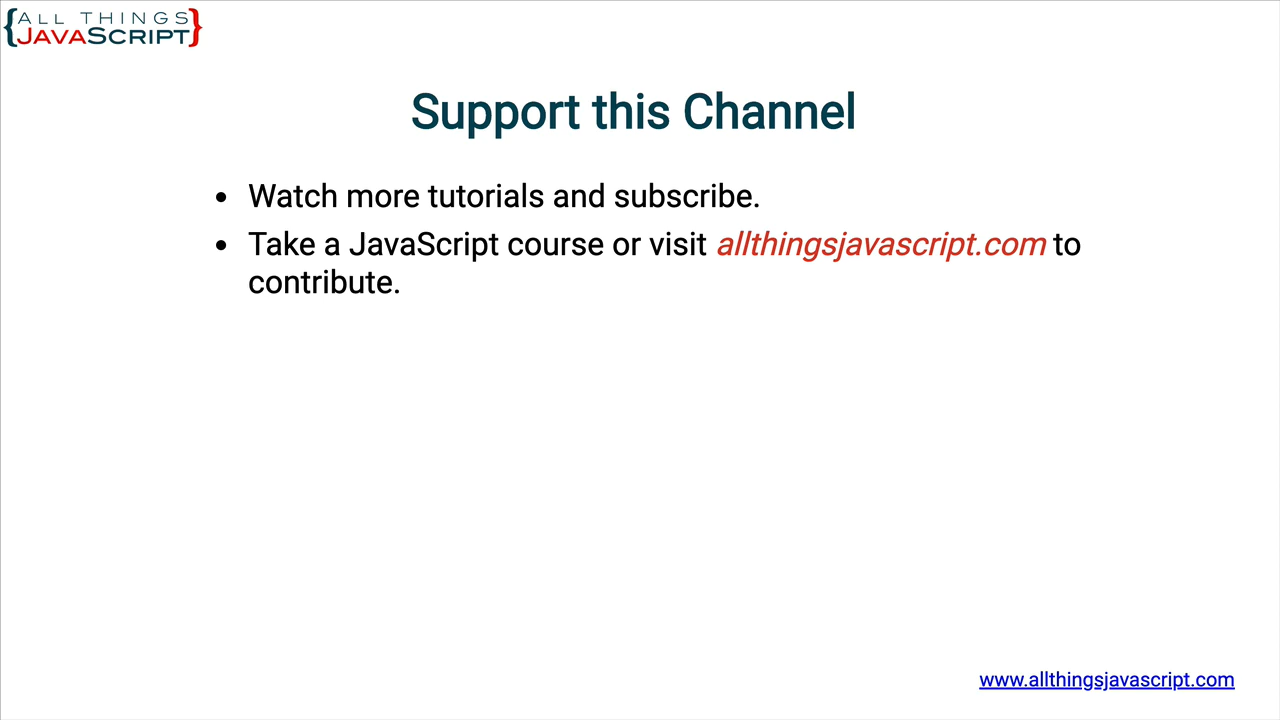 {ALL THINGS
JAVASCRIPT}
Support this Channel
• Watch more tutorials and subscribe.
• Take a JavaScript course or visit allthingsjavascript.com to
contribute.
www.allthingsjavascript.com